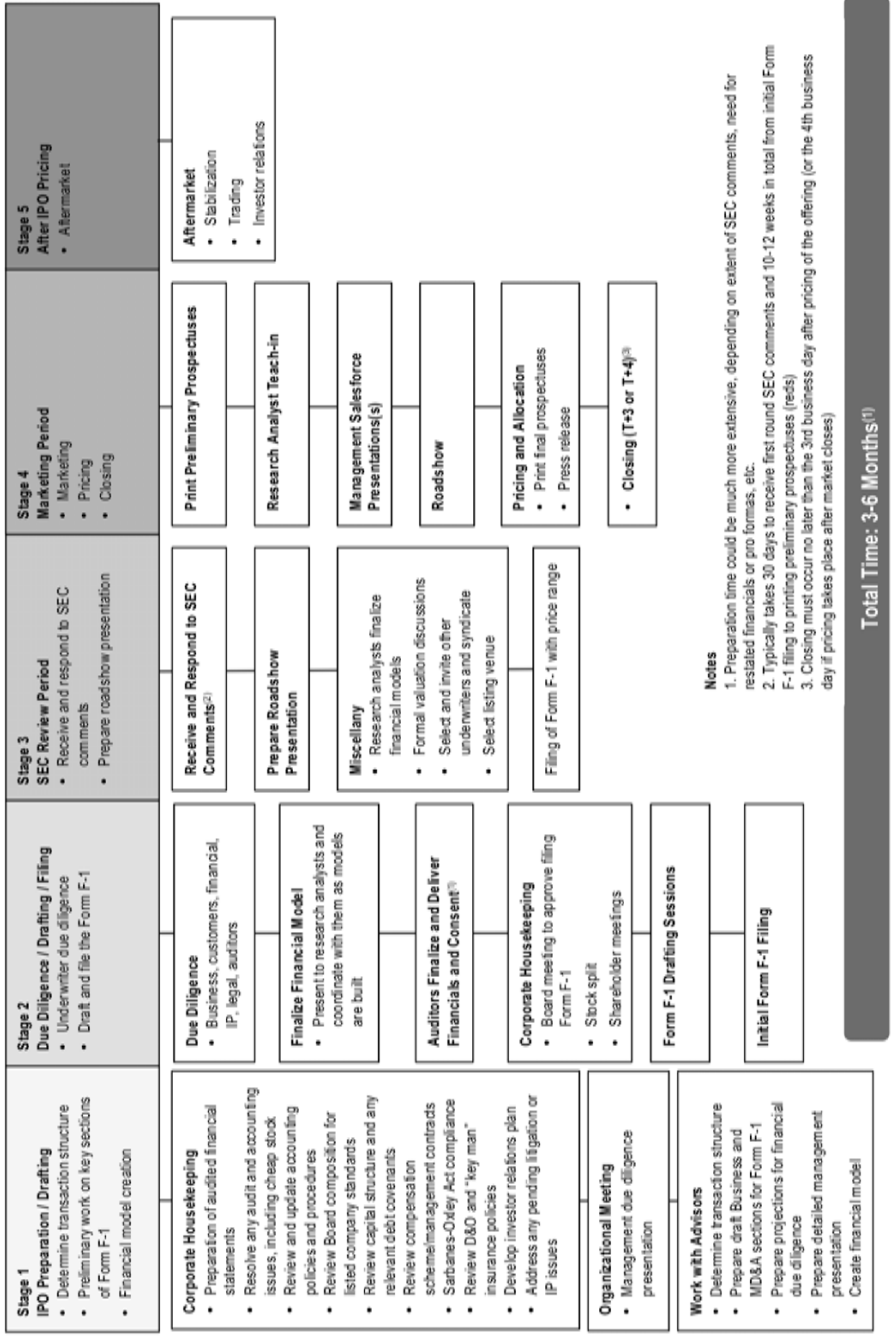 Stage 1
IPO Preparation / Drafting
• Determine transaction structure
• Preliminary work on key sections
of Form F-1
• Financial model creation
Corporate Housekeeping
• Preparation of audited financial
statements
• Resolve any audit and accounting
issues, including cheap stock
• Review and update accounting
policies and procedures
• Review Board composition for
listed company standards
• Review capital structure and any
relevant debt covenants
• Review compensation
scheme/management contracts
• Sarbanes-Oxley Act compliance
• Review D&O and "key man"
insurance policies
• Develop investor relations plan
• Address any pending litigation or
IP issues
Organizational Meeting
• Management due diligence
presentation
Work with Advisors
• Determine transaction structure
• Prepare draft Business and
MD&A sections for Form F-1
• Prepare projections for financial
due diligence
• Prepare detailed management
presentation
• Create financial model
Stage 2
Due Diligence / Drafting / Filing
• Underwriter due diligence
• Draft and file the Form F-1
Due Diligence
• Business, customers, financial,
IP, legal, auditors
Finalize Financial Model
• Present to research analysts and
coordinate with them as models
are built
Auditors Finalize and Deliver
Financials and Consent(1)
Corporate Housekeeping
• Board meeting to approve filing
Form F-1
• Stock split
• Shareholder meetings
Form F-1 Drafting Sessions
Initial Form F-1 Filing
Stage 3
SEC Review Period
• Receive and respond to SEC
comments
• Prepare roadshow presentation
Receive and Respond to SEC
Comments(2)
Prepare Roadshow
Presentation
Miscellany
• Research analysts finalize
financial models
• Formal valuation discussions
• Select and invite other
underwriters and syndicate
• Select listing venue
Filing of Form F-1 with price range
Stage 4
Marketing Period
• Marketing
• Pricing
• Closing
Print Preliminary Prospectuses
Research Analyst Teach-in
Management Salesforce
Presentations(s)
Roadshow
Pricing and Allocation
• Print final prospectuses
• Press release
• Closing (T+3 or T+4)(3)
Stage 5
After IPO Pricing
• Aftermarket
Aftermarket
• Stabilization
• Trading
• Investor relations
Notes
1. Preparation time could be much more extensive, depending on extent of SEC comments, need for
restated financials or pro formas, etc.
2. Typically takes 30 days to receive first round SEC comments and 10-12 weeks in total from initial Form
F-1 filing to printing preliminary prospectuses (reds)
3. Closing must occur no later than the 3rd business day after pricing of the offering (or the 4th business
day if pricing takes place after market closes)
Total Time: 3-6 Months(1)